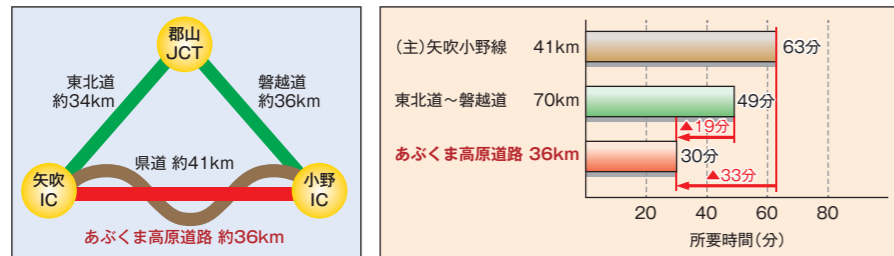 郡山
JCT
東北道
約34km
磐越道
約36km
県道 約41km
矢吹
IC
小野
IC
あぶくま高原道路 約36km
(主)矢吹小野線 41km
63分
東北道～磐越道 70km
49分
▲19分
あぶくま高原道路 36km
30分
▲33分
20 40 60 80
所要時間(分)